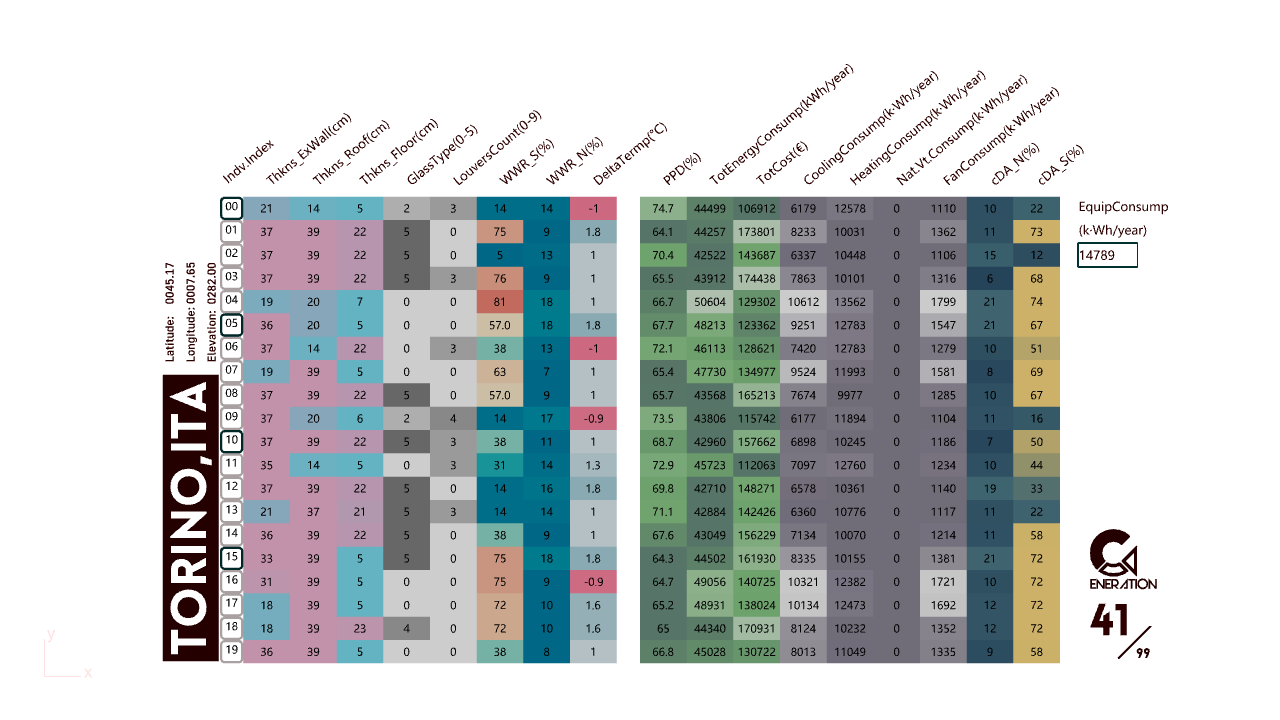 Indv.Index Thkns_ExWall(cm) Thkns_Roof(cm) Thkns_Floor(cm) GlassType(0-5) LouversCount(0-9) WWR_S(%) WWR_N(%) DeltaTermp(°C) PPD(%) TotEnergyConsump(kWh/year) TotCost(€) CoolingConsump(k·Wh/year) HeatingConsump(k·Wh/year) Nat.Vt.Consump(k·Wh/year) FanConsump(k·Wh/year) cDA_N(%) cDA_S(%)
00 21 14 5 2 3 14 14 -1 74.7 44499 106912 6179 12578 0 1110 10 22
01 37 39 22 5 0 75 9 1.8 64.1 44257 173801 8233 10031 0 1362 11 73
02 37 39 22 5 0 5 13 1 70.4 42522 143687 6337 10448 0 1106 15 12
03 37 39 22 5 3 76 9 1 65.5 43912 174438 7863 10101 0 1316 6 68
04 19 20 7 0 0 81 18 1 66.7 50604 129302 10612 13562 0 1799 21 74
05 36 20 5 0 0 57.0 18 1.8 67.7 48213 123362 9251 12783 0 1547 21 67
06 37 14 22 0 3 38 13 -1 72.1 46113 128621 7420 12783 0 1279 10 51
07 19 39 5 0 0 63 7 1 65.4 47730 134977 9524 11993 0 1581 8 69
08 37 39 22 5 0 57.0 9 1 65.7 43568 165213 7674 9977 0 1285 10 67
09 37 20 6 2 4 14 17 -0.9 73.5 43806 115742 6177 11894 0 1104 11 16
10 37 39 22 5 3 38 11 1 68.7 42960 157662 6898 10245 0 1186 7 50
11 35 14 5 0 3 31 14 1.3 72.9 45723 112063 7097 12760 0 1234 10 44
12 37 39 22 5 0 14 16 1.8 69.8 42710 148271 6578 10361 0 1140 19 33
13 21 37 21 5 3 14 14 1 71.1 42884 142426 6360 10776 0 1117 11 22
14 36 39 22 5 0 38 9 1 67.6 43049 156229 7134 10070 0 1214 11 58
15 33 39 5 5 0 75 18 1.8 64.3 44502 161930 8335 10155 0 1381 21 72
16 31 39 5 0 0 75 9 -0.9 64.7 49056 140725 10321 12382 0 1721 10 72
17 18 39 5 0 0 72 10 1.6 65.2 48931 138024 10134 12473 0 1692 12 72
18 18 39 23 4 0 72 10 1.6 65 44340 170931 8124 10232 0 1352 12 72
19 36 39 5 0 0 38 8 1 66.8 45028 130722 8013 11049 0 1335 9 58
Latitude: 0045.17
Longitude: 0007.65
Elevation: 0282.00
TORINO,ITA
EquipConsump
(k·Wh/year)
14789
G
ENERATION
41/99
y
x